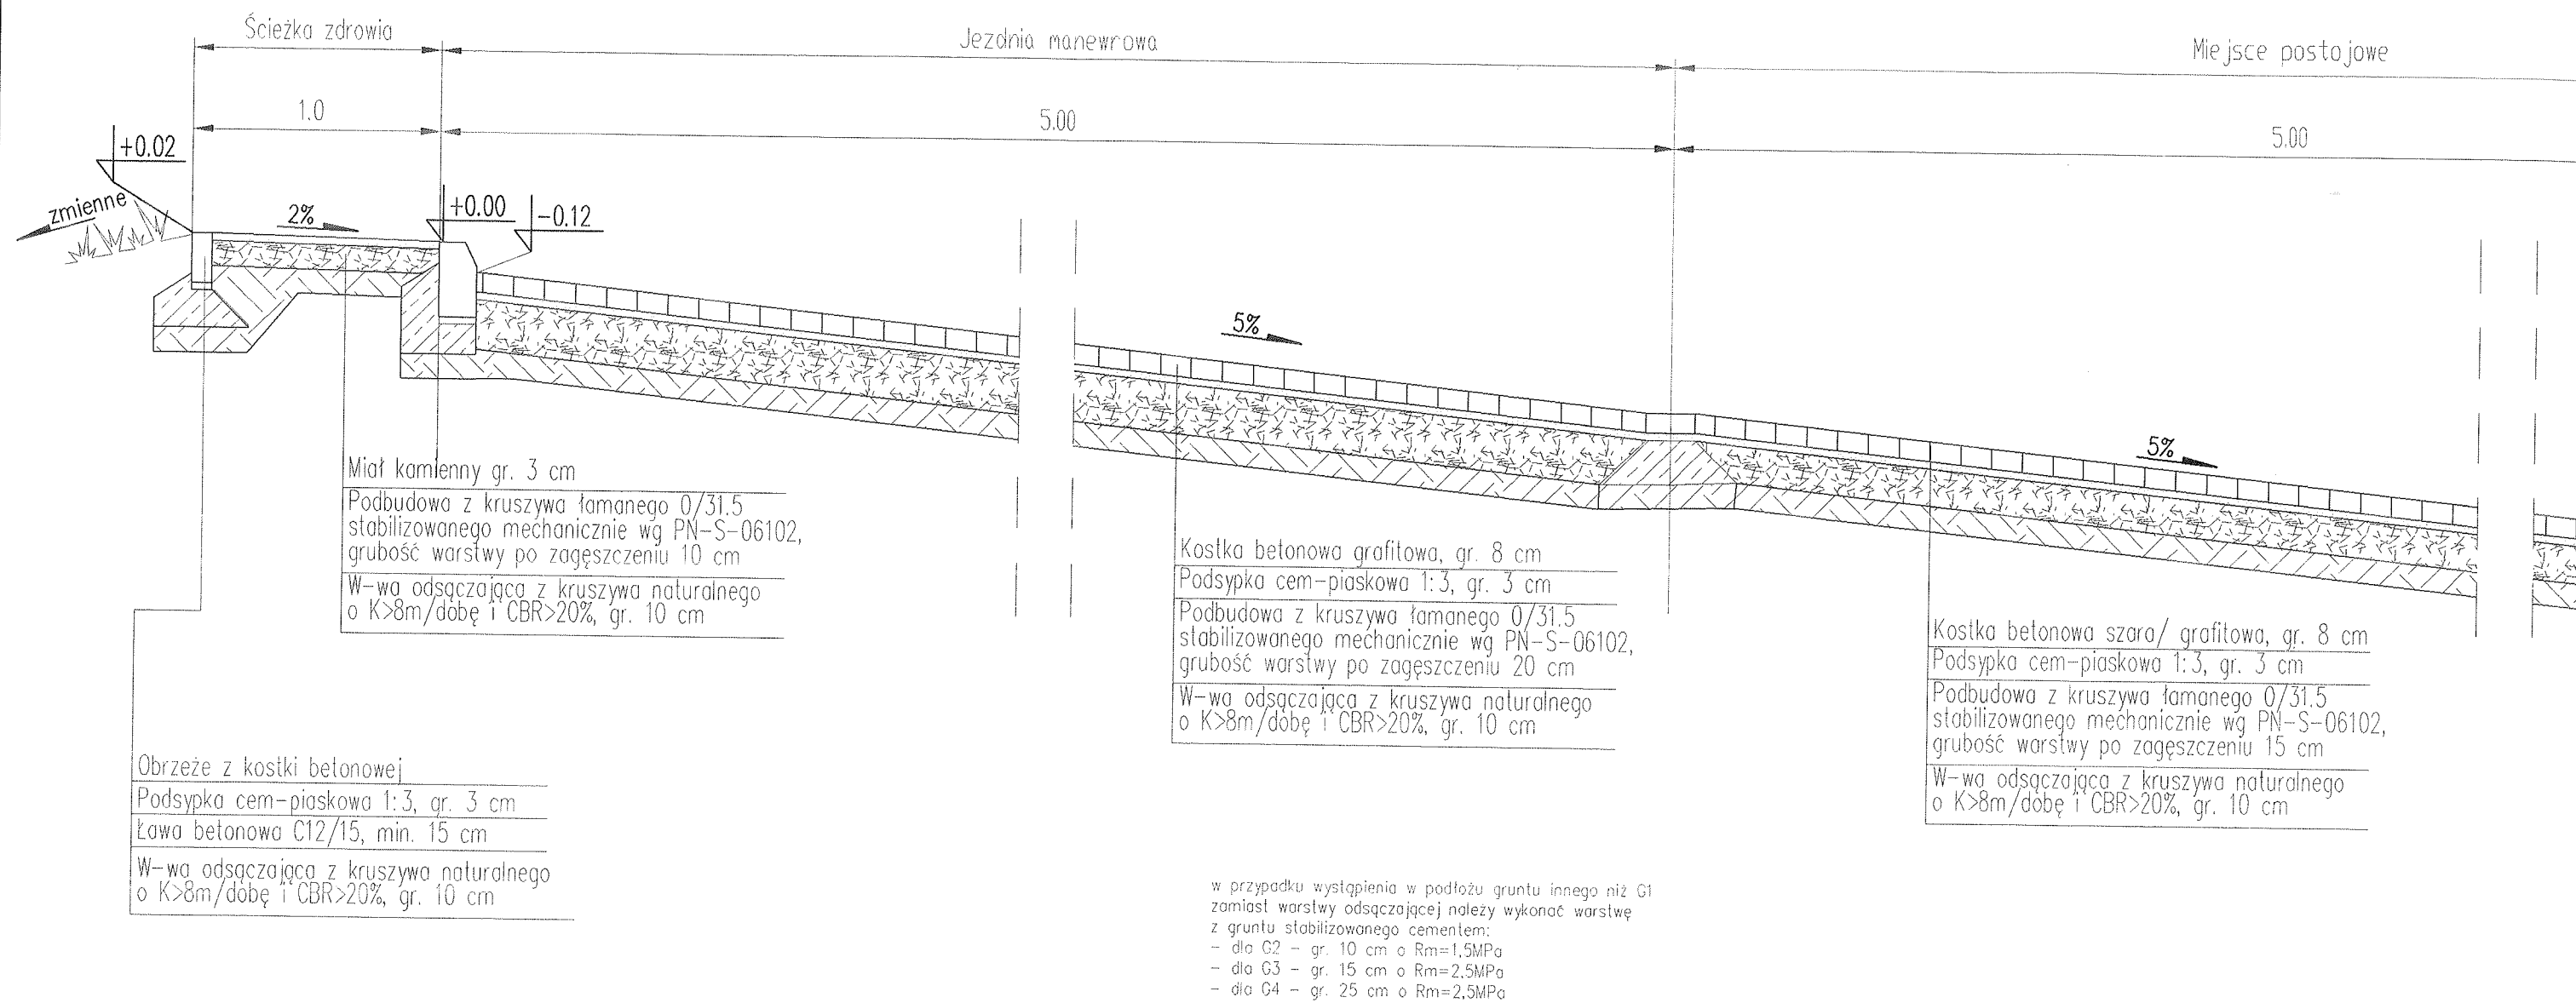 Ścieżka zdrowia
Jezdnia manewrowa
Miejsce postojowe
1.0
5.00
5.00
+0.02
zmienne
2%
+0.00
-0.12
5%
5%
Miał kamienny gr. 3 cm
Podbudowa z kruszywa łamanego 0/31.5
stabilizowanego mechanicznie wg PN-S-06102,
grubość warstwy po zagęszczeniu 10 cm
W-wa odsączająca z kruszywa naturalnego
o K>8m/dobę i CBR>20%, gr. 10 cm
Kostka betonowa grafitowa, gr. 8 cm
Podsypka cem-piaskowa 1:3, gr. 3 cm
Podbudowa z kruszywa łamanego 0/31.5
stabilizowanego mechanicznie wg PN-S-06102,
grubość warstwy po zagęszczeniu 20 cm
W-wa odsączająca z kruszywa naturalnego
o K>8m/dobę i CBR>20%, gr. 10 cm
Kostka betonowa szara/ grafitowa, gr. 8 cm
Podsypka cem-piaskowa 1:3, gr. 3 cm
Podbudowa z kruszywa łamanego 0/31.5
stabilizowanego mechanicznie wg PN-S-06102,
grubość warstwy po zagęszczeniu 15 cm
W-wa odsączająca z kruszywa naturalnego
o K>8m/dobę i CBR>20%, gr. 10 cm
Obrzeże z kostki betonowej
Podsypka cem-piaskowa 1:3, gr. 3 cm
Ława betonowa C12/15, min. 15 cm
W-wa odsączająca z kruszywa naturalnego
o K>8m/dobę i CBR>20%, gr. 10 cm
w przypadku wystąpienia w podłożu gruntu innego niż G1
zamiast warstwy odsączającej należy wykonać warstwę
z gruntu stabilizowanego cementem:
- dla G2 - gr. 10 cm o Rm=1,5MPa
- dla G3 - gr. 15 cm o Rm=2,5MPa
- dla G4 - gr. 25 cm o Rm=2,5MPa